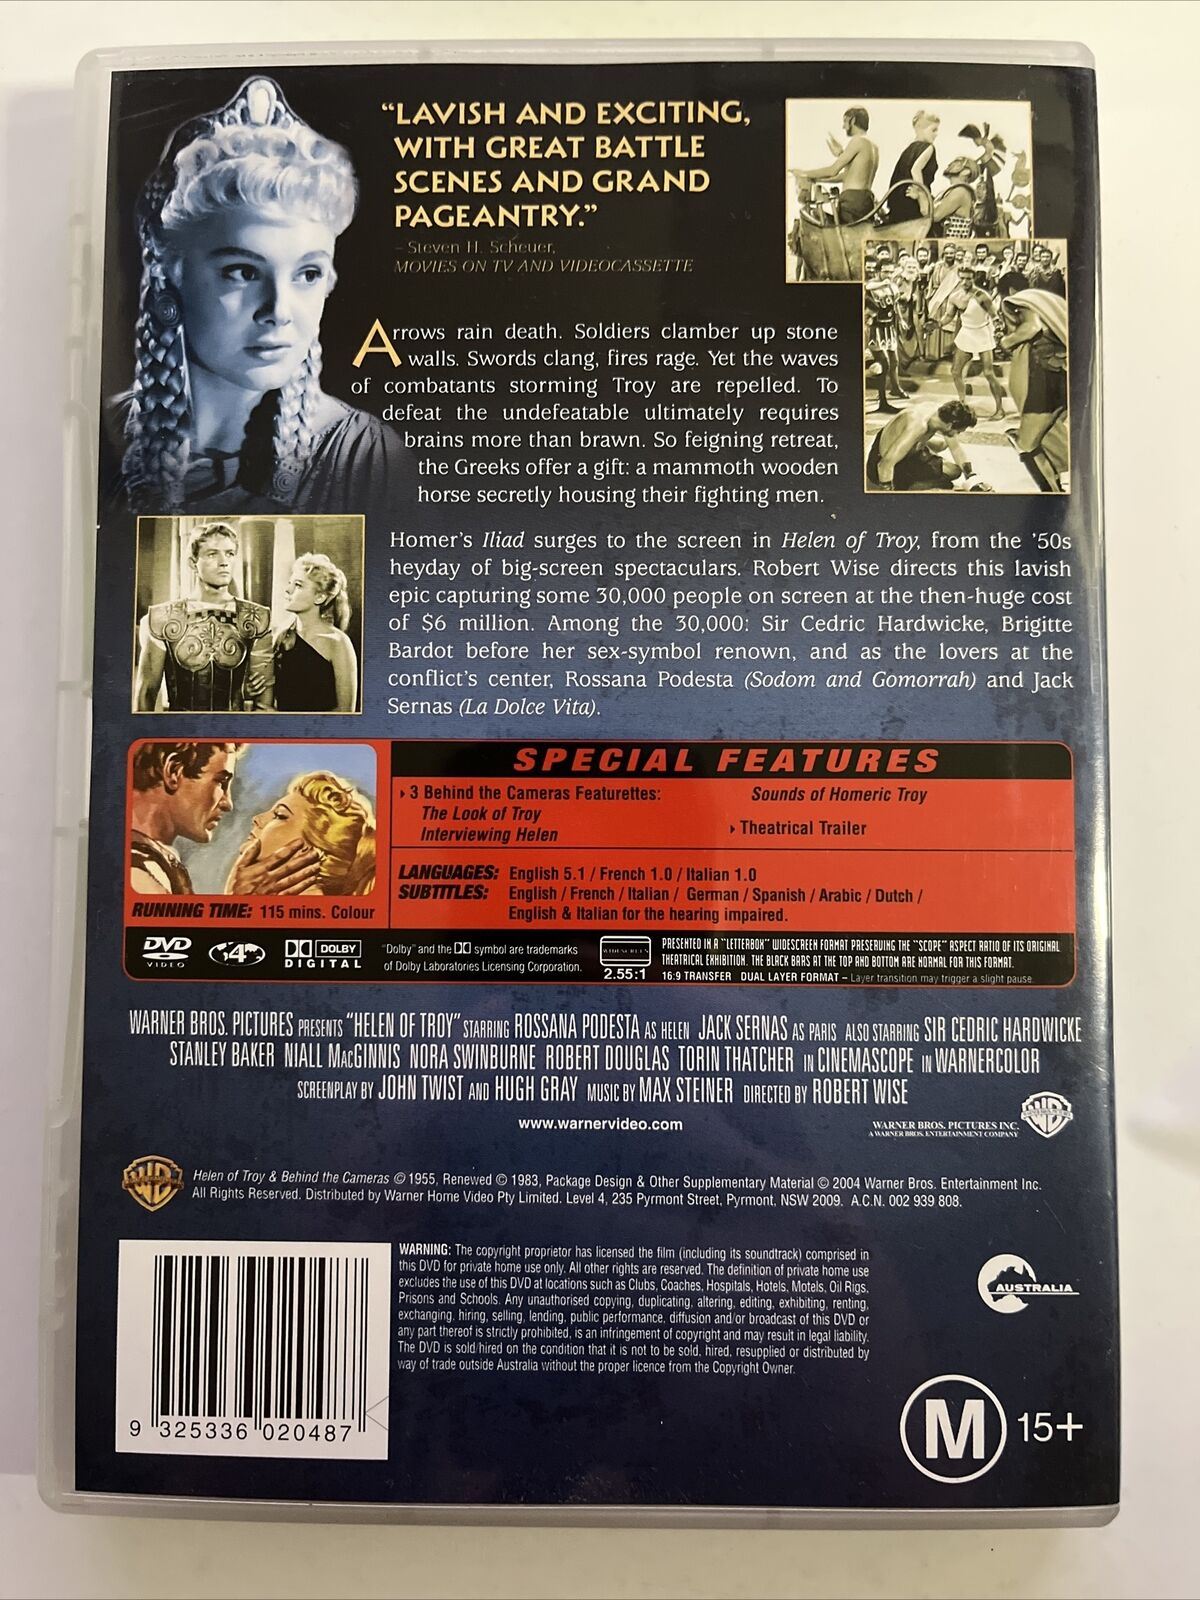 “LAVISH AND EXCITING,
WITH GREAT BATTLE
SCENES AND GRAND
PAGEANTRY.”
– Steven H. Scheuer,
MOVIES ON TV AND VIDEOCASSETTE
Arrows rain death. Soldiers clamber up stone
walls. Swords clang, fires rage. Yet the waves
of combatants storming Troy are repelled. To
defeat the undefeatable ultimately requires
brains more than brawn. So feigning retreat,
the Greeks offer a gift: a mammoth wooden
horse secretly housing their fighting men.
Homer’s Iliad surges to the screen in Helen of Troy, from the ’50s
heyday of big-screen spectaculars. Robert Wise directs this lavish
epic capturing some 30,000 people on screen at the then-huge cost
of $6 million. Among the 30,000: Sir Cedric Hardwicke, Brigitte
Bardot before her sex-symbol renown, and as the lovers at the
conflict’s center, Rossana Podesta (Sodom and Gomorrah) and Jack
Sernas (La Dolce Vita).
SPECIAL FEATURES
3 Behind the Cameras Featurettes:
The Look of Troy
Interviewing Helen
Sounds of Homeric Troy
Theatrical Trailer
LANGUAGES: English 5.1 / French 1.0 / Italian 1.0
SUBTITLES: English / French / Italian / German / Spanish / Arabic / Dutch /
English & Italian for the hearing impaired.
RUNNING TIME: 115 mins. Colour
DVD VIDEO
4
DOLBY DIGITAL
“Dolby” and the DD symbol are trademarks
of Dolby Laboratories Licensing Corporation.
WIDESCREEN
2.55:1
PRESENTED IN A “LETTERBOX” WIDESCREEN FORMAT PRESERVING THE “SCOPE” ASPECT RATIO OF ITS ORIGINAL
THEATRICAL EXHIBITION. THE BLACK BARS AT THE TOP AND BOTTOM ARE NORMAL FOR THIS FORMAT.
16:9 TRANSFER DUAL LAYER FORMAT – Layer transition may trigger a slight pause.
WARNER BROS. PICTURES PRESENTS “HELEN OF TROY” STARRING ROSSANA PODESTA AS HELEN JACK SERNAS AS PARIS ALSO STARRING SIR CEDRIC HARDWICKE
STANLEY BAKER NIALL MACGINNIS NORA SWINBURNE ROBERT DOUGLAS TORIN THATCHER IN CINEMASCOPE IN WARNERCOLOR
SCREENPLAY BY JOHN TWIST AND HUGH GRAY MUSIC BY MAX STEINER DIRECTED BY ROBERT WISE
www.warnervideo.com
WARNER BROS. PICTURES INC.
A WARNER BROS. ENTERTAINMENT COMPANY
Helen of Troy & Behind the Cameras © 1955, Renewed © 1983, Package Design & Other Supplementary Material © 2004 Warner Bros. Entertainment Inc.
All Rights Reserved. Distributed by Warner Home Video Pty Limited. Level 4, 235 Pyrmont Street, Pyrmont, NSW 2009. A.C.N. 002 939 808.
WARNING: The copyright proprietor has licensed the film (including its soundtrack) comprised in
this DVD for private home use only. All other rights are reserved. The definition of private home use
excludes the use of this DVD at locations such as Clubs, Coaches, Hospitals, Hotels, Motels, Oil Rigs,
Prisons and Schools. Any unauthorised copying, duplicating, altering, editing, exhibiting, renting,
exchanging, hiring, selling, lending, public performance, diffusion and/or broadcast of this DVD or
any part thereof is strictly prohibited, is an infringement of copyright and may result in legal liability.
The DVD is sold/hired on the condition that it is not to be sold, hired, resupplied or distributed by
way of trade outside Australia without the proper licence from the Copyright Owner.
AUSTRALIA
9 325336 020487
M 15+